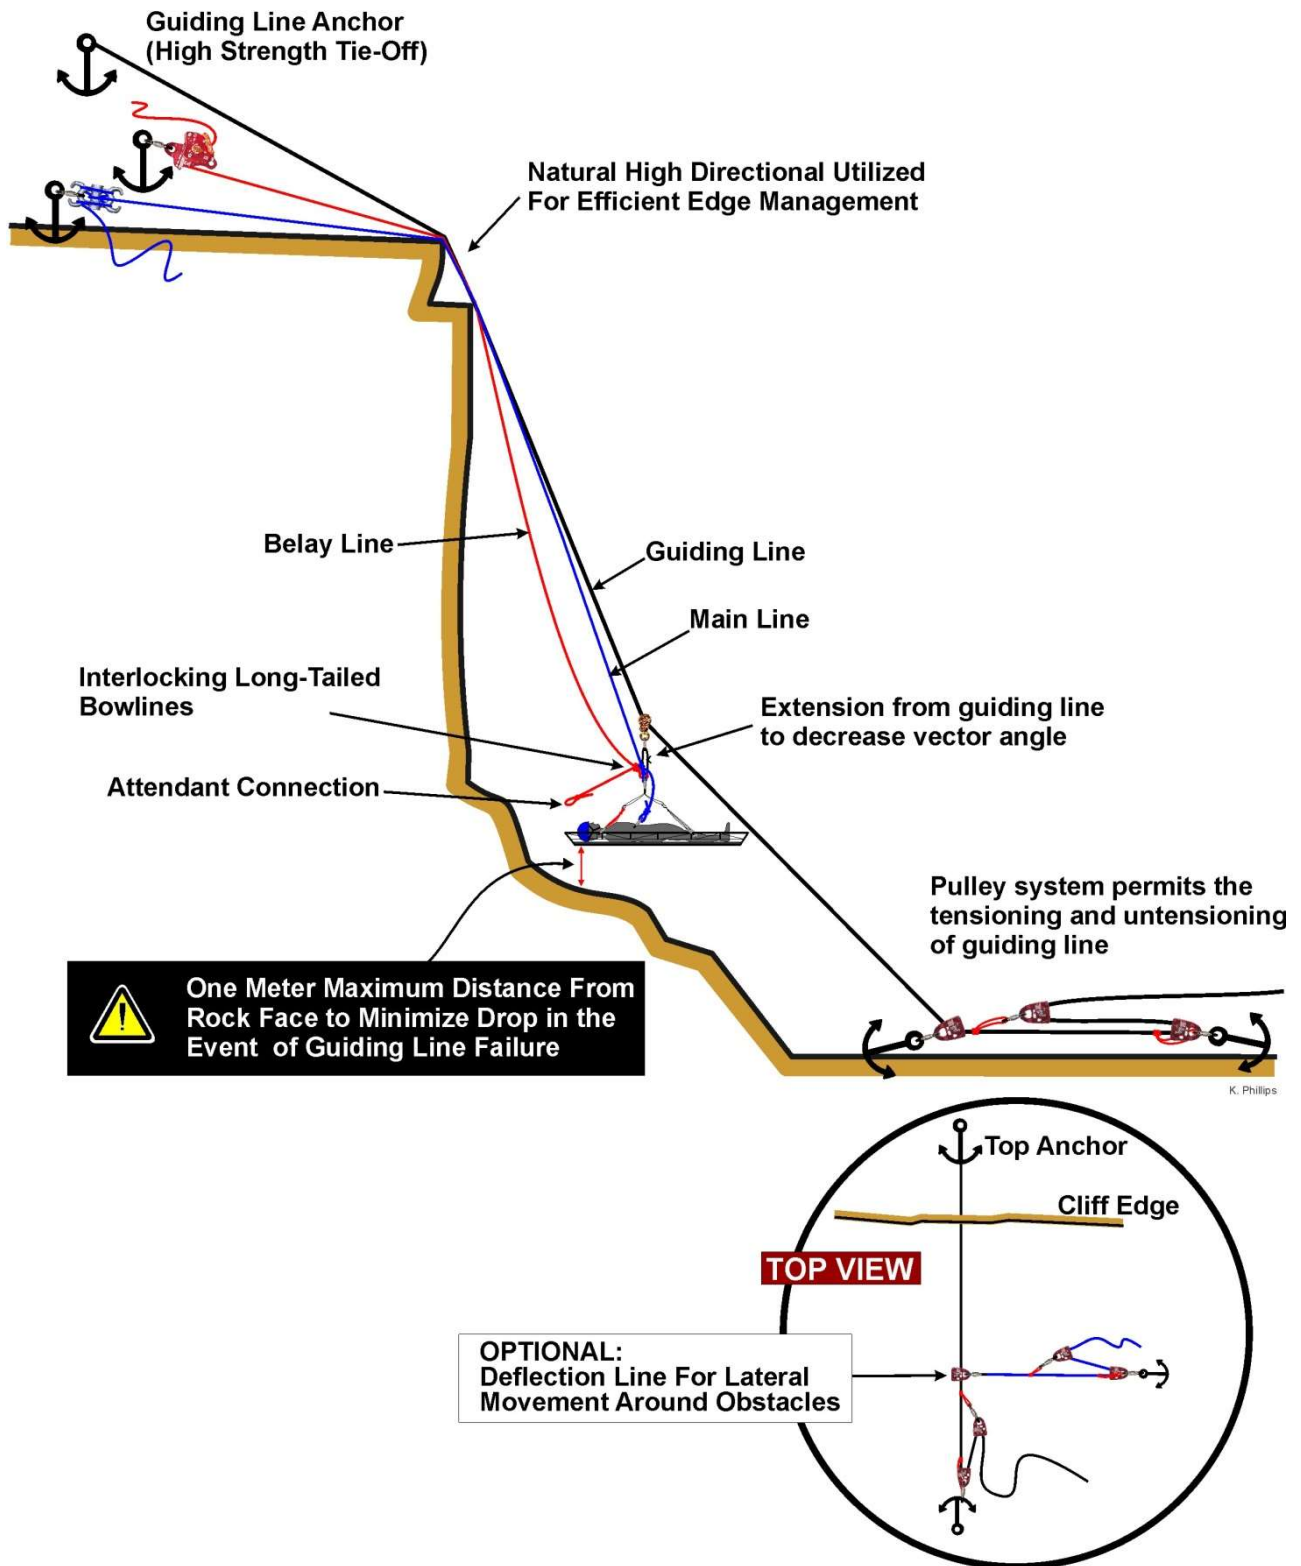 Guiding Line Anchor
(High Strength Tie-Off)
Natural High Directional Utilized
For Efficient Edge Management
Belay Line
Guiding Line
Main Line
Interlocking Long-Tailed
Bowlines
Extension from guiding line
to decrease vector angle
Attendant Connection
Pulley system permits the
tensioning and untensioning
of guiding line
!
One Meter Maximum Distance From
Rock Face to Minimize Drop in the
Event of Guiding Line Failure
K. Phillips
Top Anchor
Cliff Edge
TOP VIEW
OPTIONAL:
Deflection Line For Lateral
Movement Around Obstacles